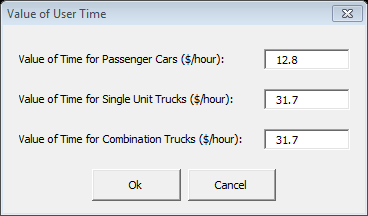 Value of User Time
Value of Time for Passenger Cars ($/hour): 12.8
Value of Time for Single Unit Trucks ($/hour): 31.7
Value of Time for Combination Trucks ($/hour): 31.7
Ok Cancel